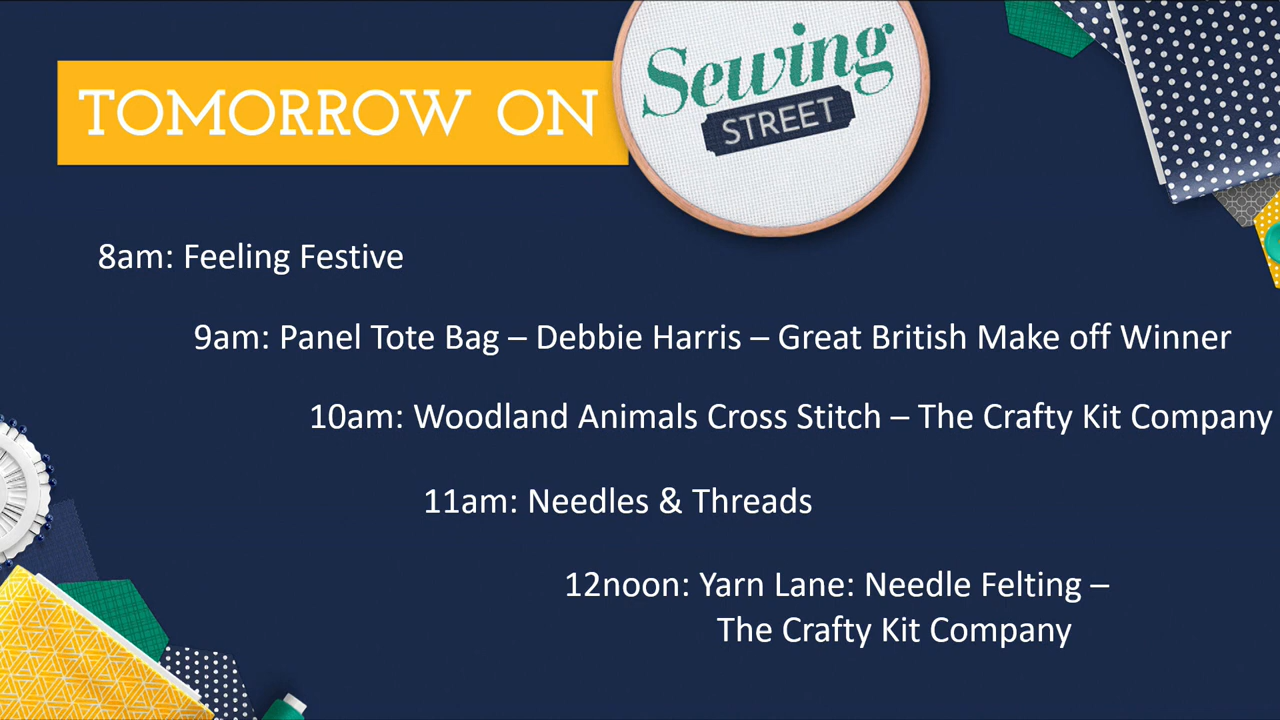 TOMORROW ON
Sewing
STREET
8am: Feeling Festive
9am: Panel Tote Bag – Debbie Harris – Great British Make off Winner
10am: Woodland Animals Cross Stitch – The Crafty Kit Company
11am: Needles & Threads
12noon: Yarn Lane: Needle Felting –
The Crafty Kit Company